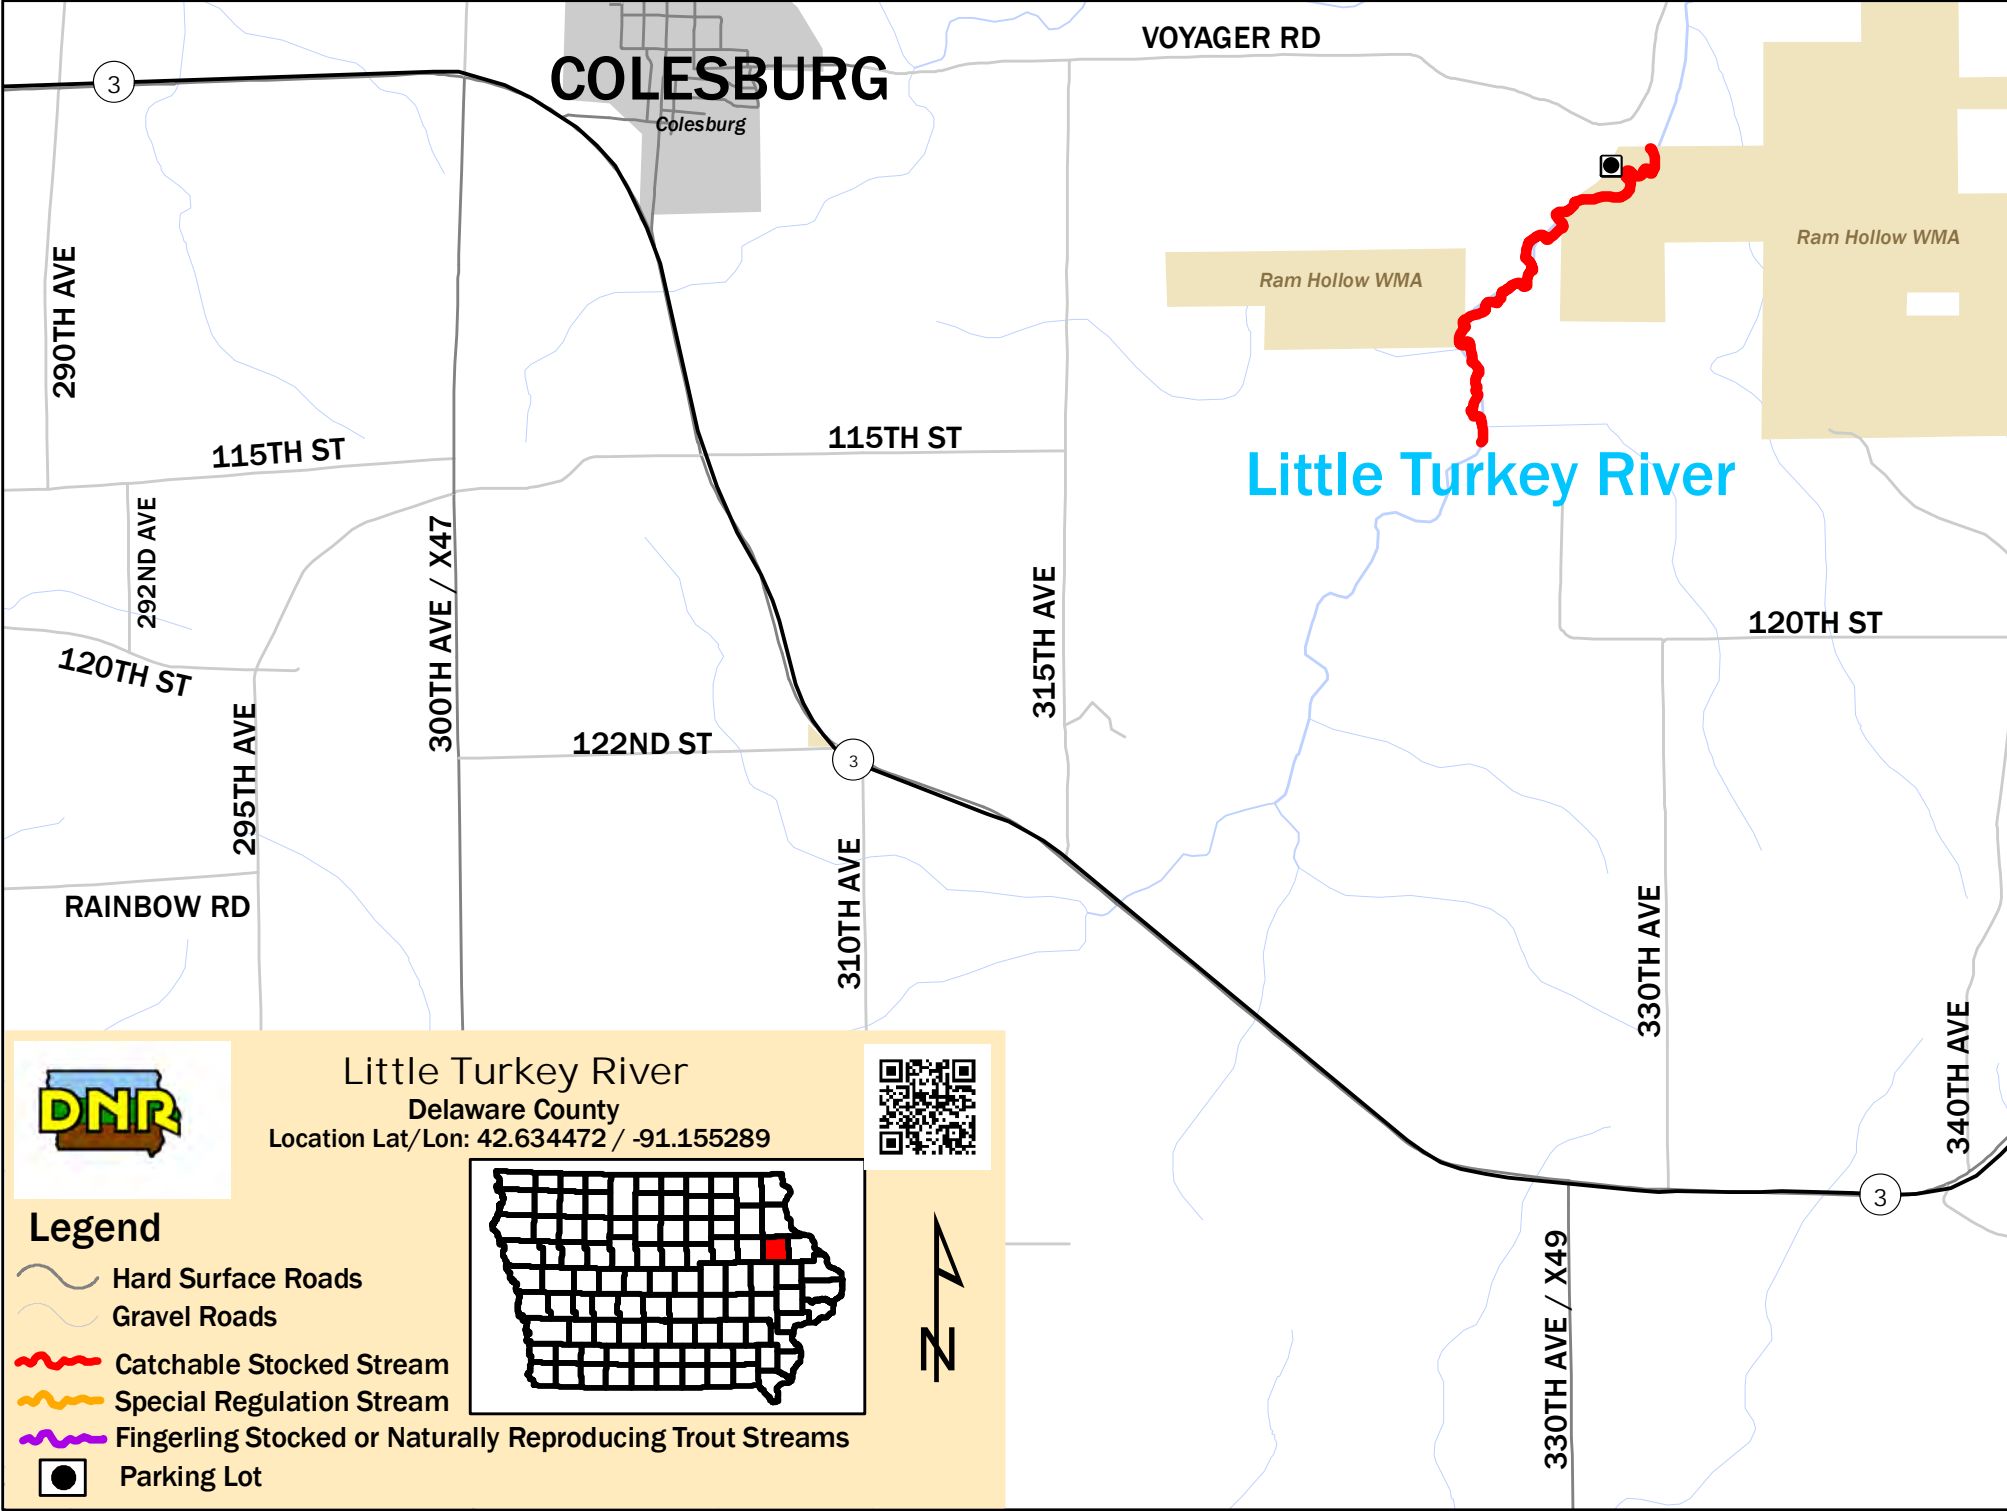 VOYAGER RD
3
COLESBURG
Colesburg
Ram Hollow WMA
Ram Hollow WMA
290TH AVE
115TH ST
115TH ST
Little Turkey River
292ND AVE
300TH AVE / X47
315TH AVE
120TH ST
120TH ST
295TH AVE
122ND ST
3
310TH AVE
RAINBOW RD
330TH AVE
340TH AVE
3
330TH AVE / X49
DNR
Little Turkey River
Delaware County
Location Lat/Lon: 42.634472 / -91.155289
Legend
Hard Surface Roads
Gravel Roads
Catchable Stocked Stream
Special Regulation Stream
Fingerling Stocked or Naturally Reproducing Trout Streams
Parking Lot
N